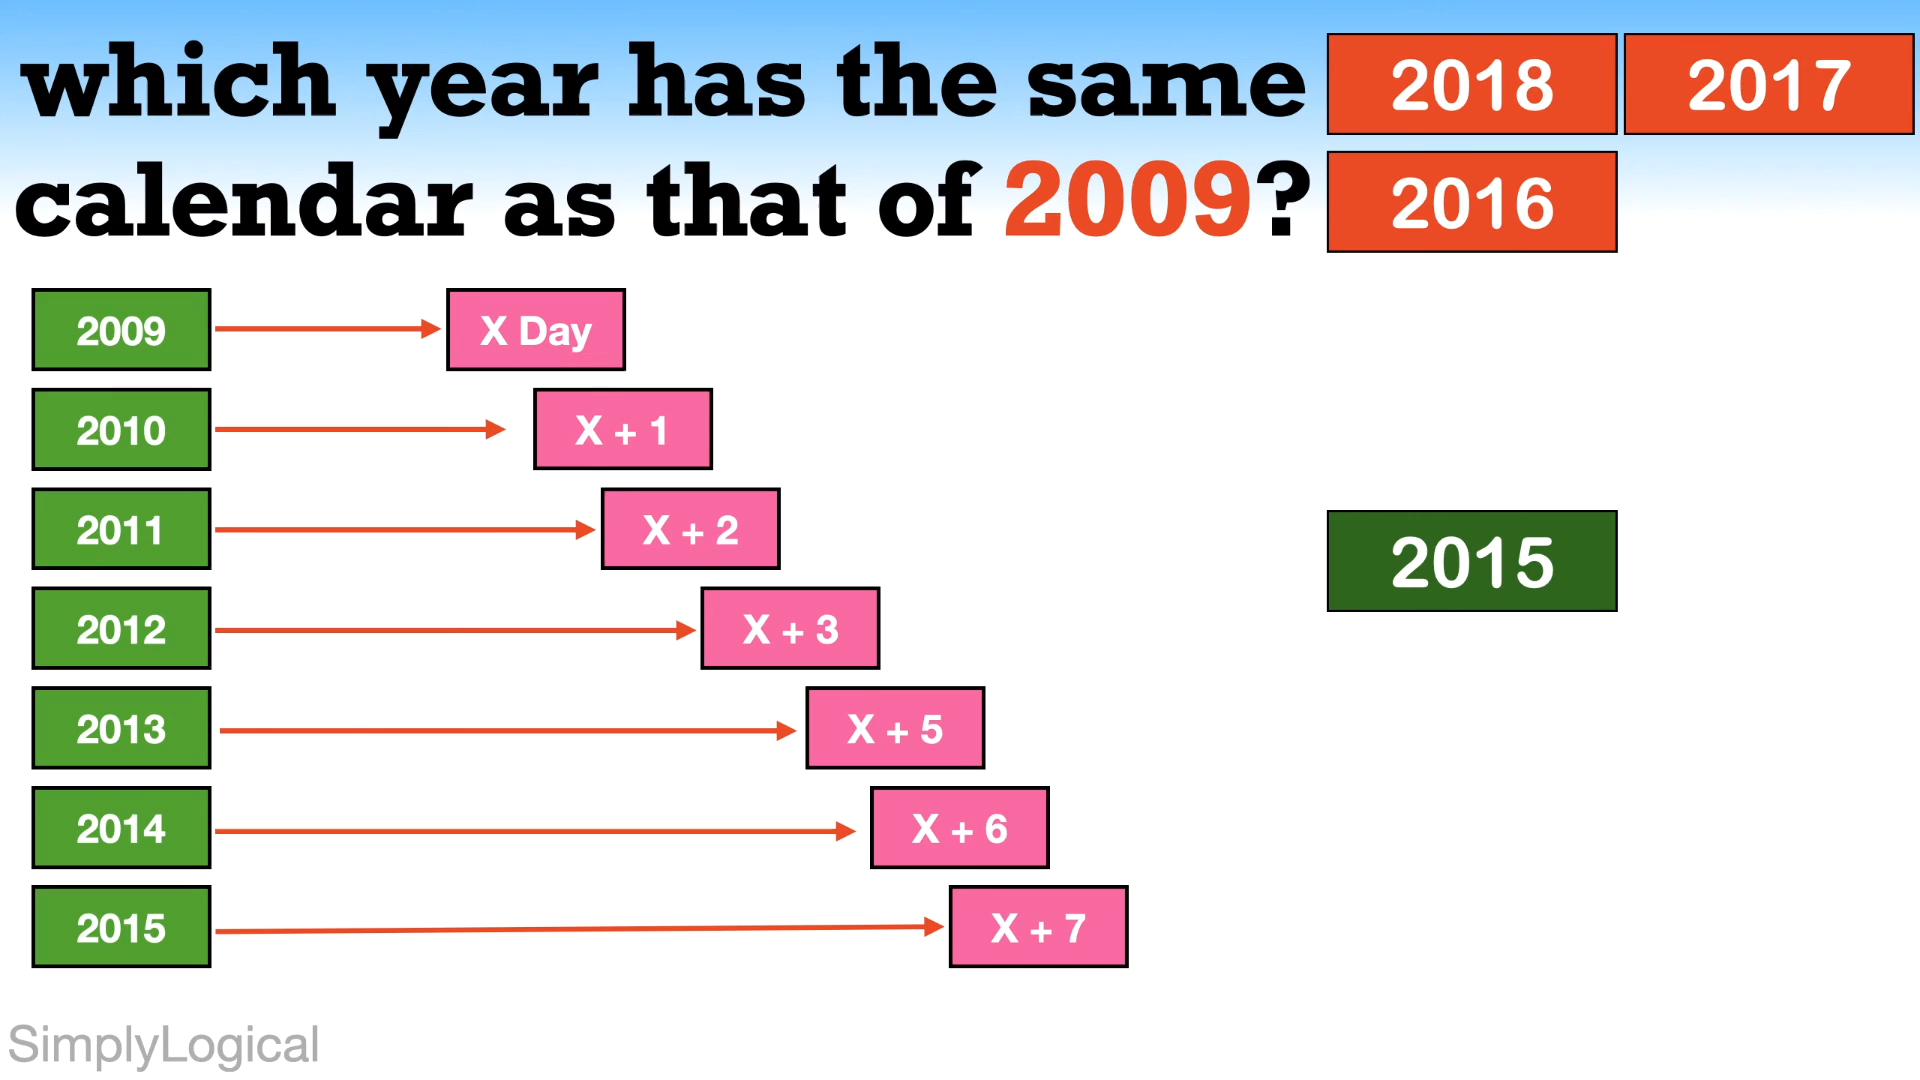 which year has the same
calendar as that of 2009?
2018
2017
2016
2009
X Day
2010
X + 1
2011
X + 2
2012
X + 3
2013
X + 5
2014
X + 6
2015
X + 7
2015
SimplyLogical